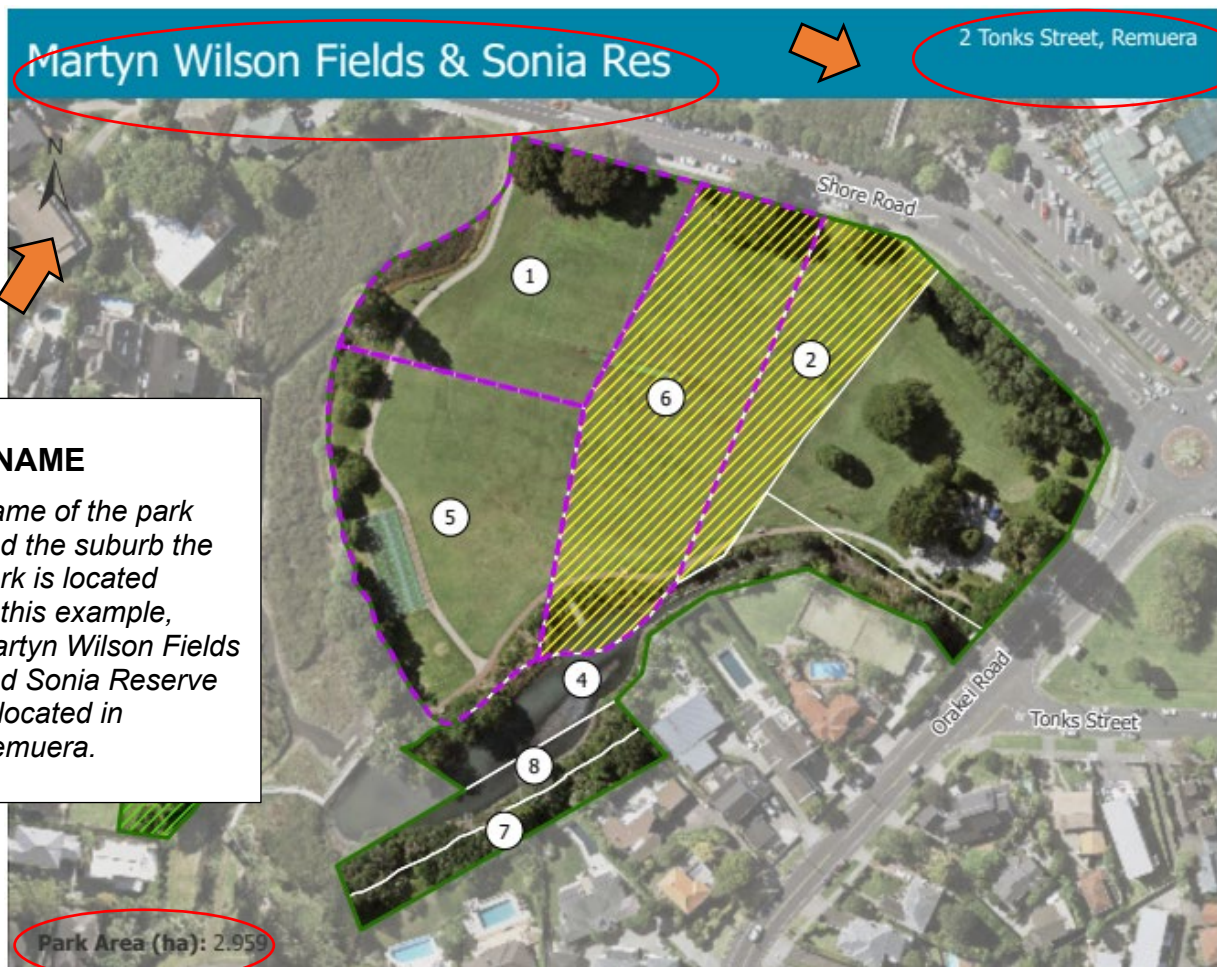 Martyn Wilson Fields & Sonia Res
2 Tonks Street, Remuera
N
Shore Road
1
2
6
5
NAME
ame of the park
d the suburb the
rk is located
this example,
artyn Wilson Fields
d Sonia Reserve
located in
emuera.
4
Orakei Road
Tonks Street
8
7
Park Area (ha): 2.959